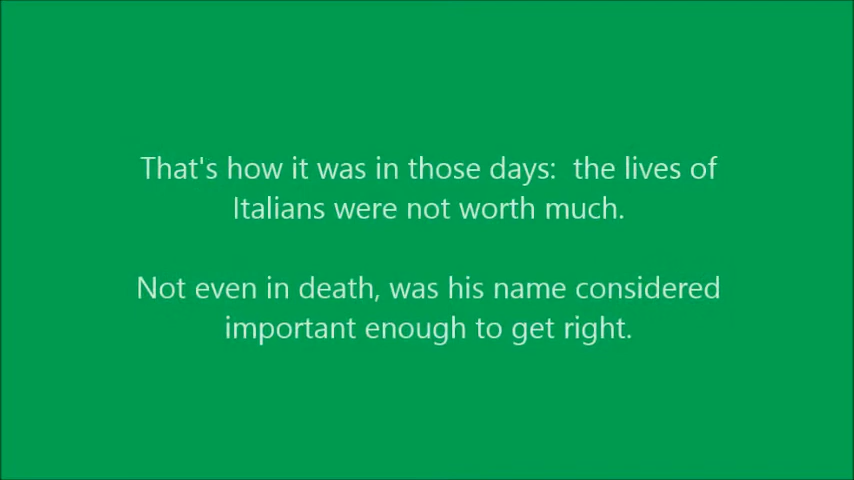 That's how it was in those days:  the lives of
Italians were not worth much.
Not even in death, was his name considered
important enough to get right.